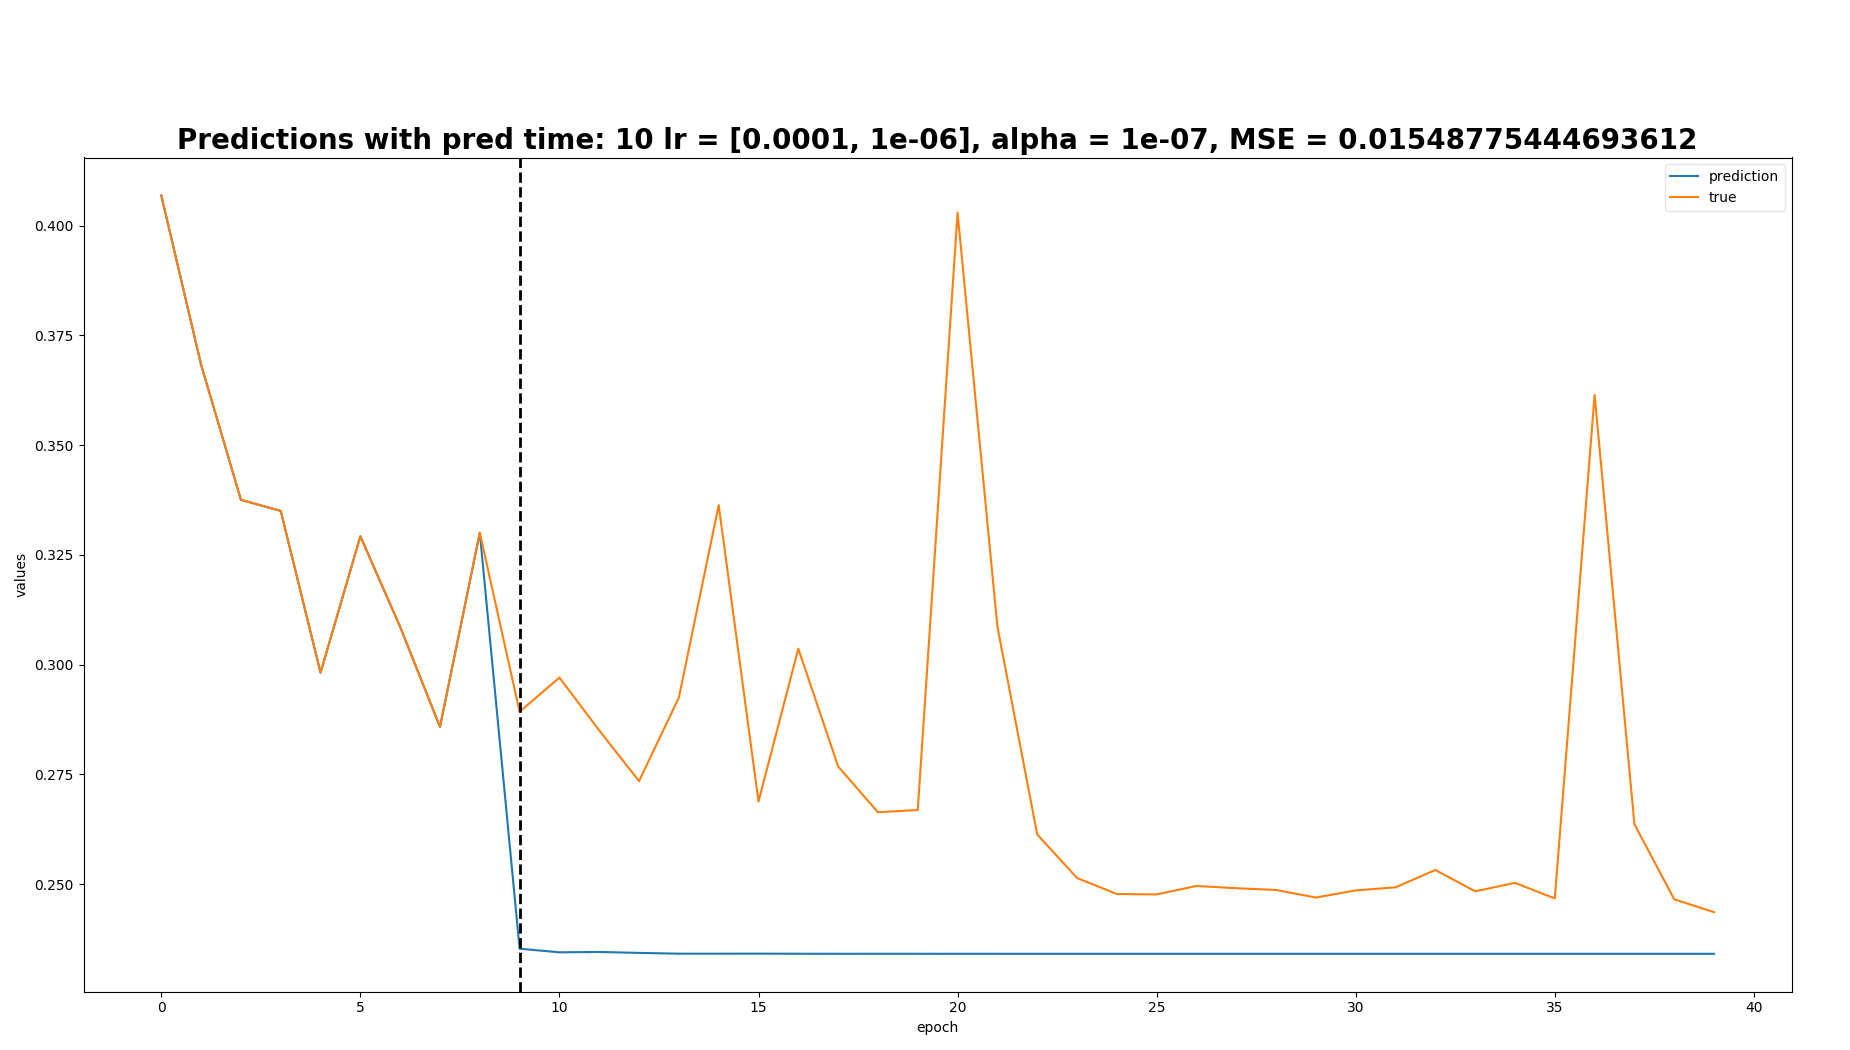 Predictions with pred time: 10 lr = [0.0001, 1e-06], alpha = 1e-07, MSE = 0.01548775444693612
prediction
true
0.400
0.375
0.350
0.325
0.300
0.275
0.250
values
0 5 10 15 20 25 30 35 40
epoch